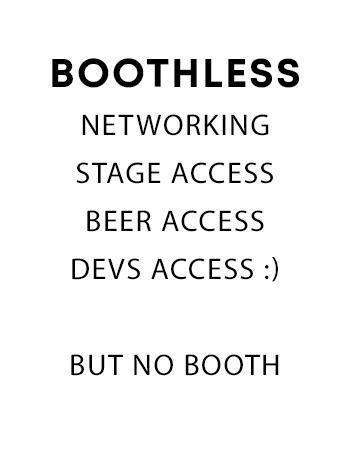 BOOTHLESS
NETWORKING
STAGE ACCESS
BEER ACCESS
DEVS ACCESS :)
BUT NO BOOTH